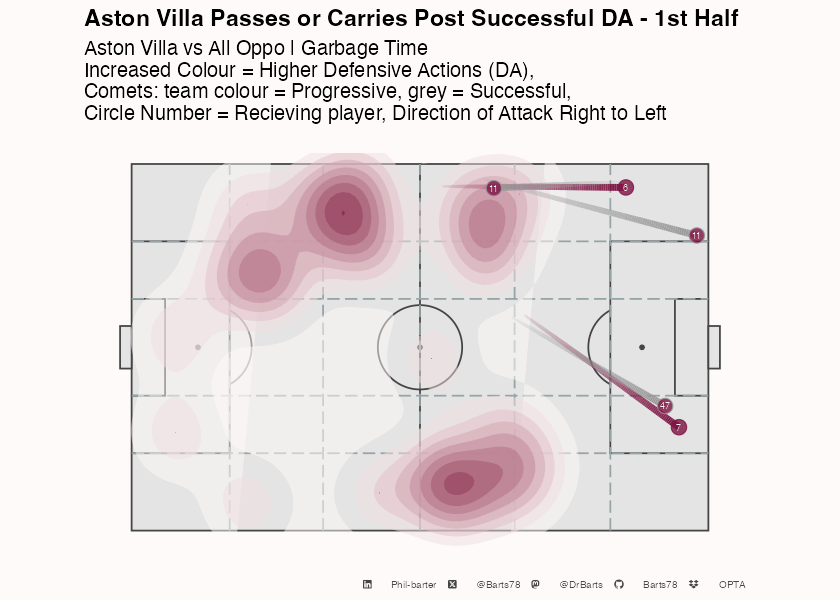 Aston Villa Passes or Carries Post Successful DA - 1st Half
Aston Villa vs All Oppo | Garbage Time
Increased Colour = Higher Defensive Actions (DA),
Comets: team colour = Progressive, grey = Successful,
Circle Number = Recieving player, Direction of Attack Right to Left
11 6
11
47
7
Phil-barter @Barts78 @DrBarts Barts78 OPTA